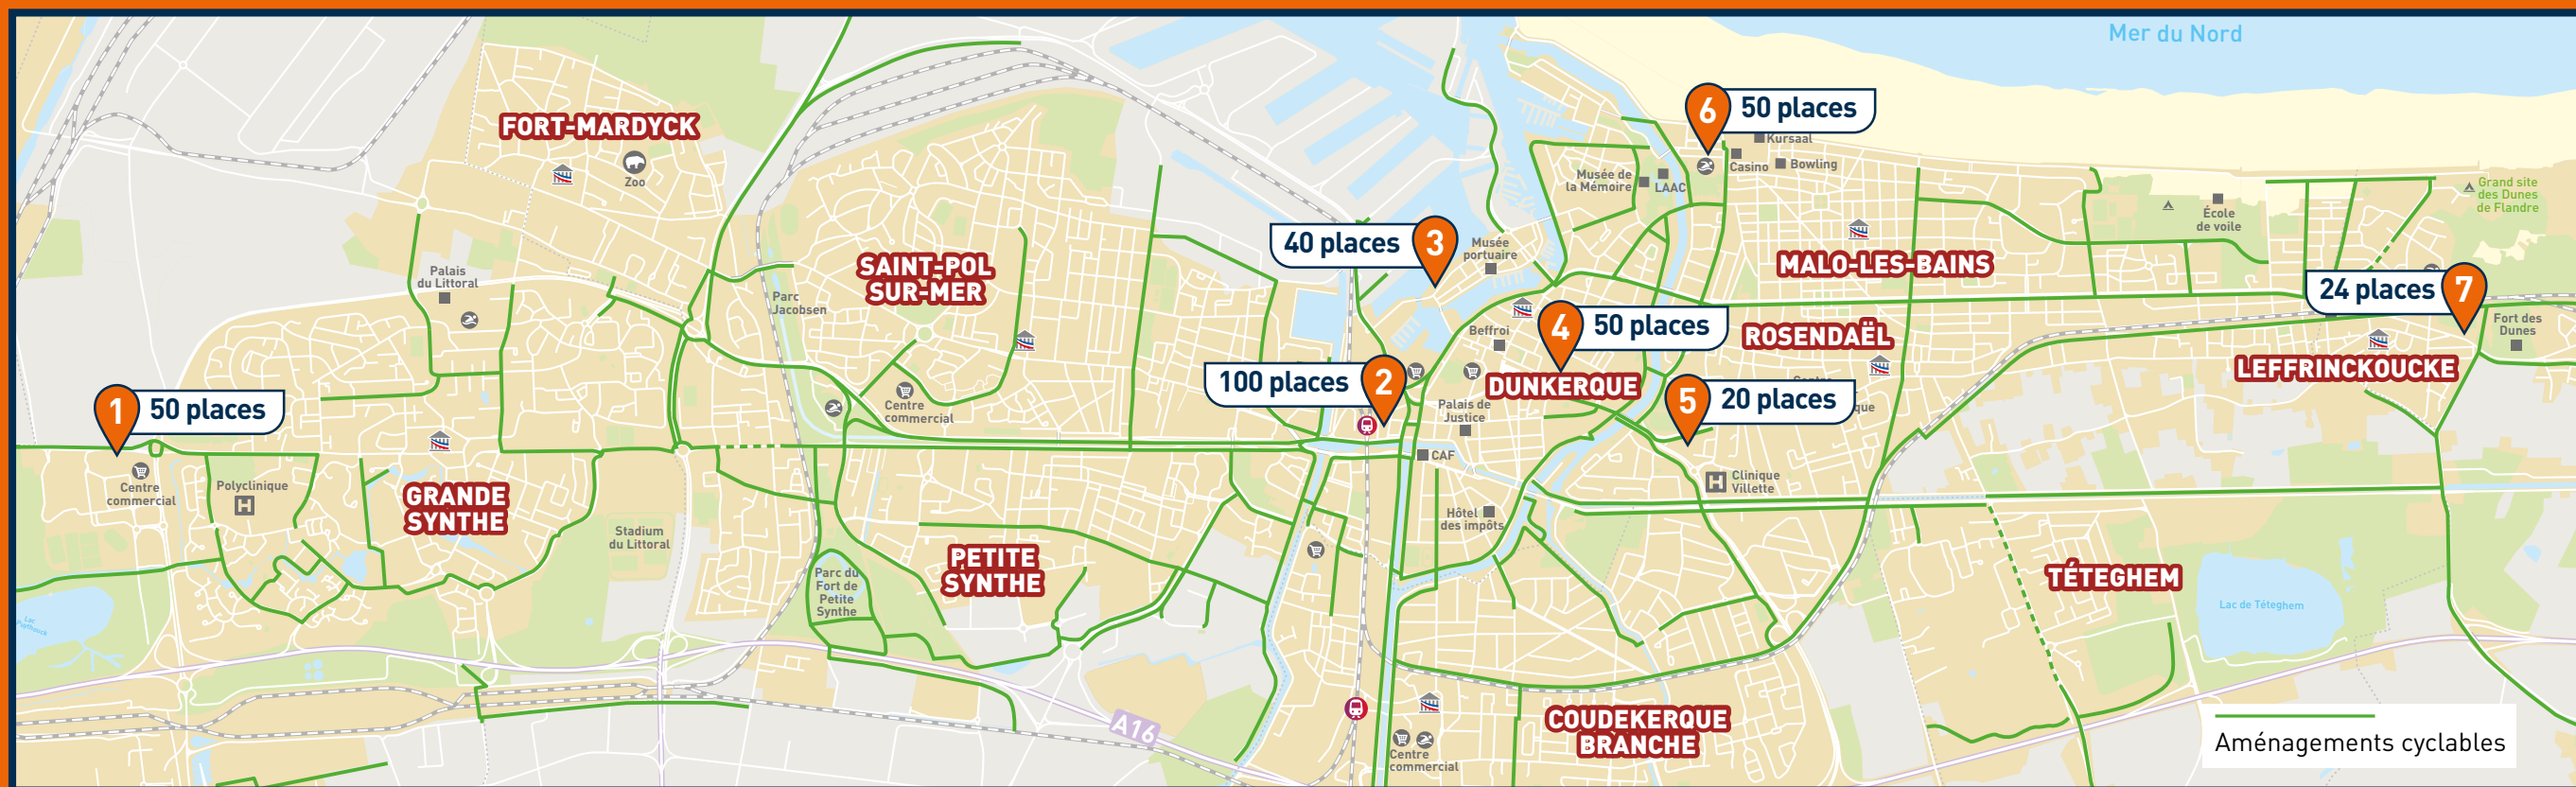 Mer du Nord
6
50 places
FORT-MARDYCK
Zoo
Kursaal
Casino
Bowling
Musée de
la Mémoire
LAAC
Grand site
des Dunes
de Flandre
École
de voile
40 places
3
Musée
portuaire
SAINT-POL
SUR-MER
MALO-LES-BAINS
Palais
du Littoral
Parc
Jacobsen
24 places
7
Fort des
Dunes
Beffroi
4
50 places
ROSENDAËL
LEFFRINCKOUCKE
100 places
2
DUNKERQUE
1
50 places
Centre
commercial
Palais de
Justice
5
20 places
Centre
que
CAF
Centre
commercial
Polyclinique
H
GRANDE
SYNTHE
H
Clinique
Villette
Hôtel
des impôts
Stadium
du Littoral
PETITE
SYNTHE
Parc du
Fort de
Petite
Synthe
TÉTEGHEM
Lac de Téteghem
Lac
A16
COUDEKERQUE
BRANCHE
Centre
commercial
Aménagements cyclables